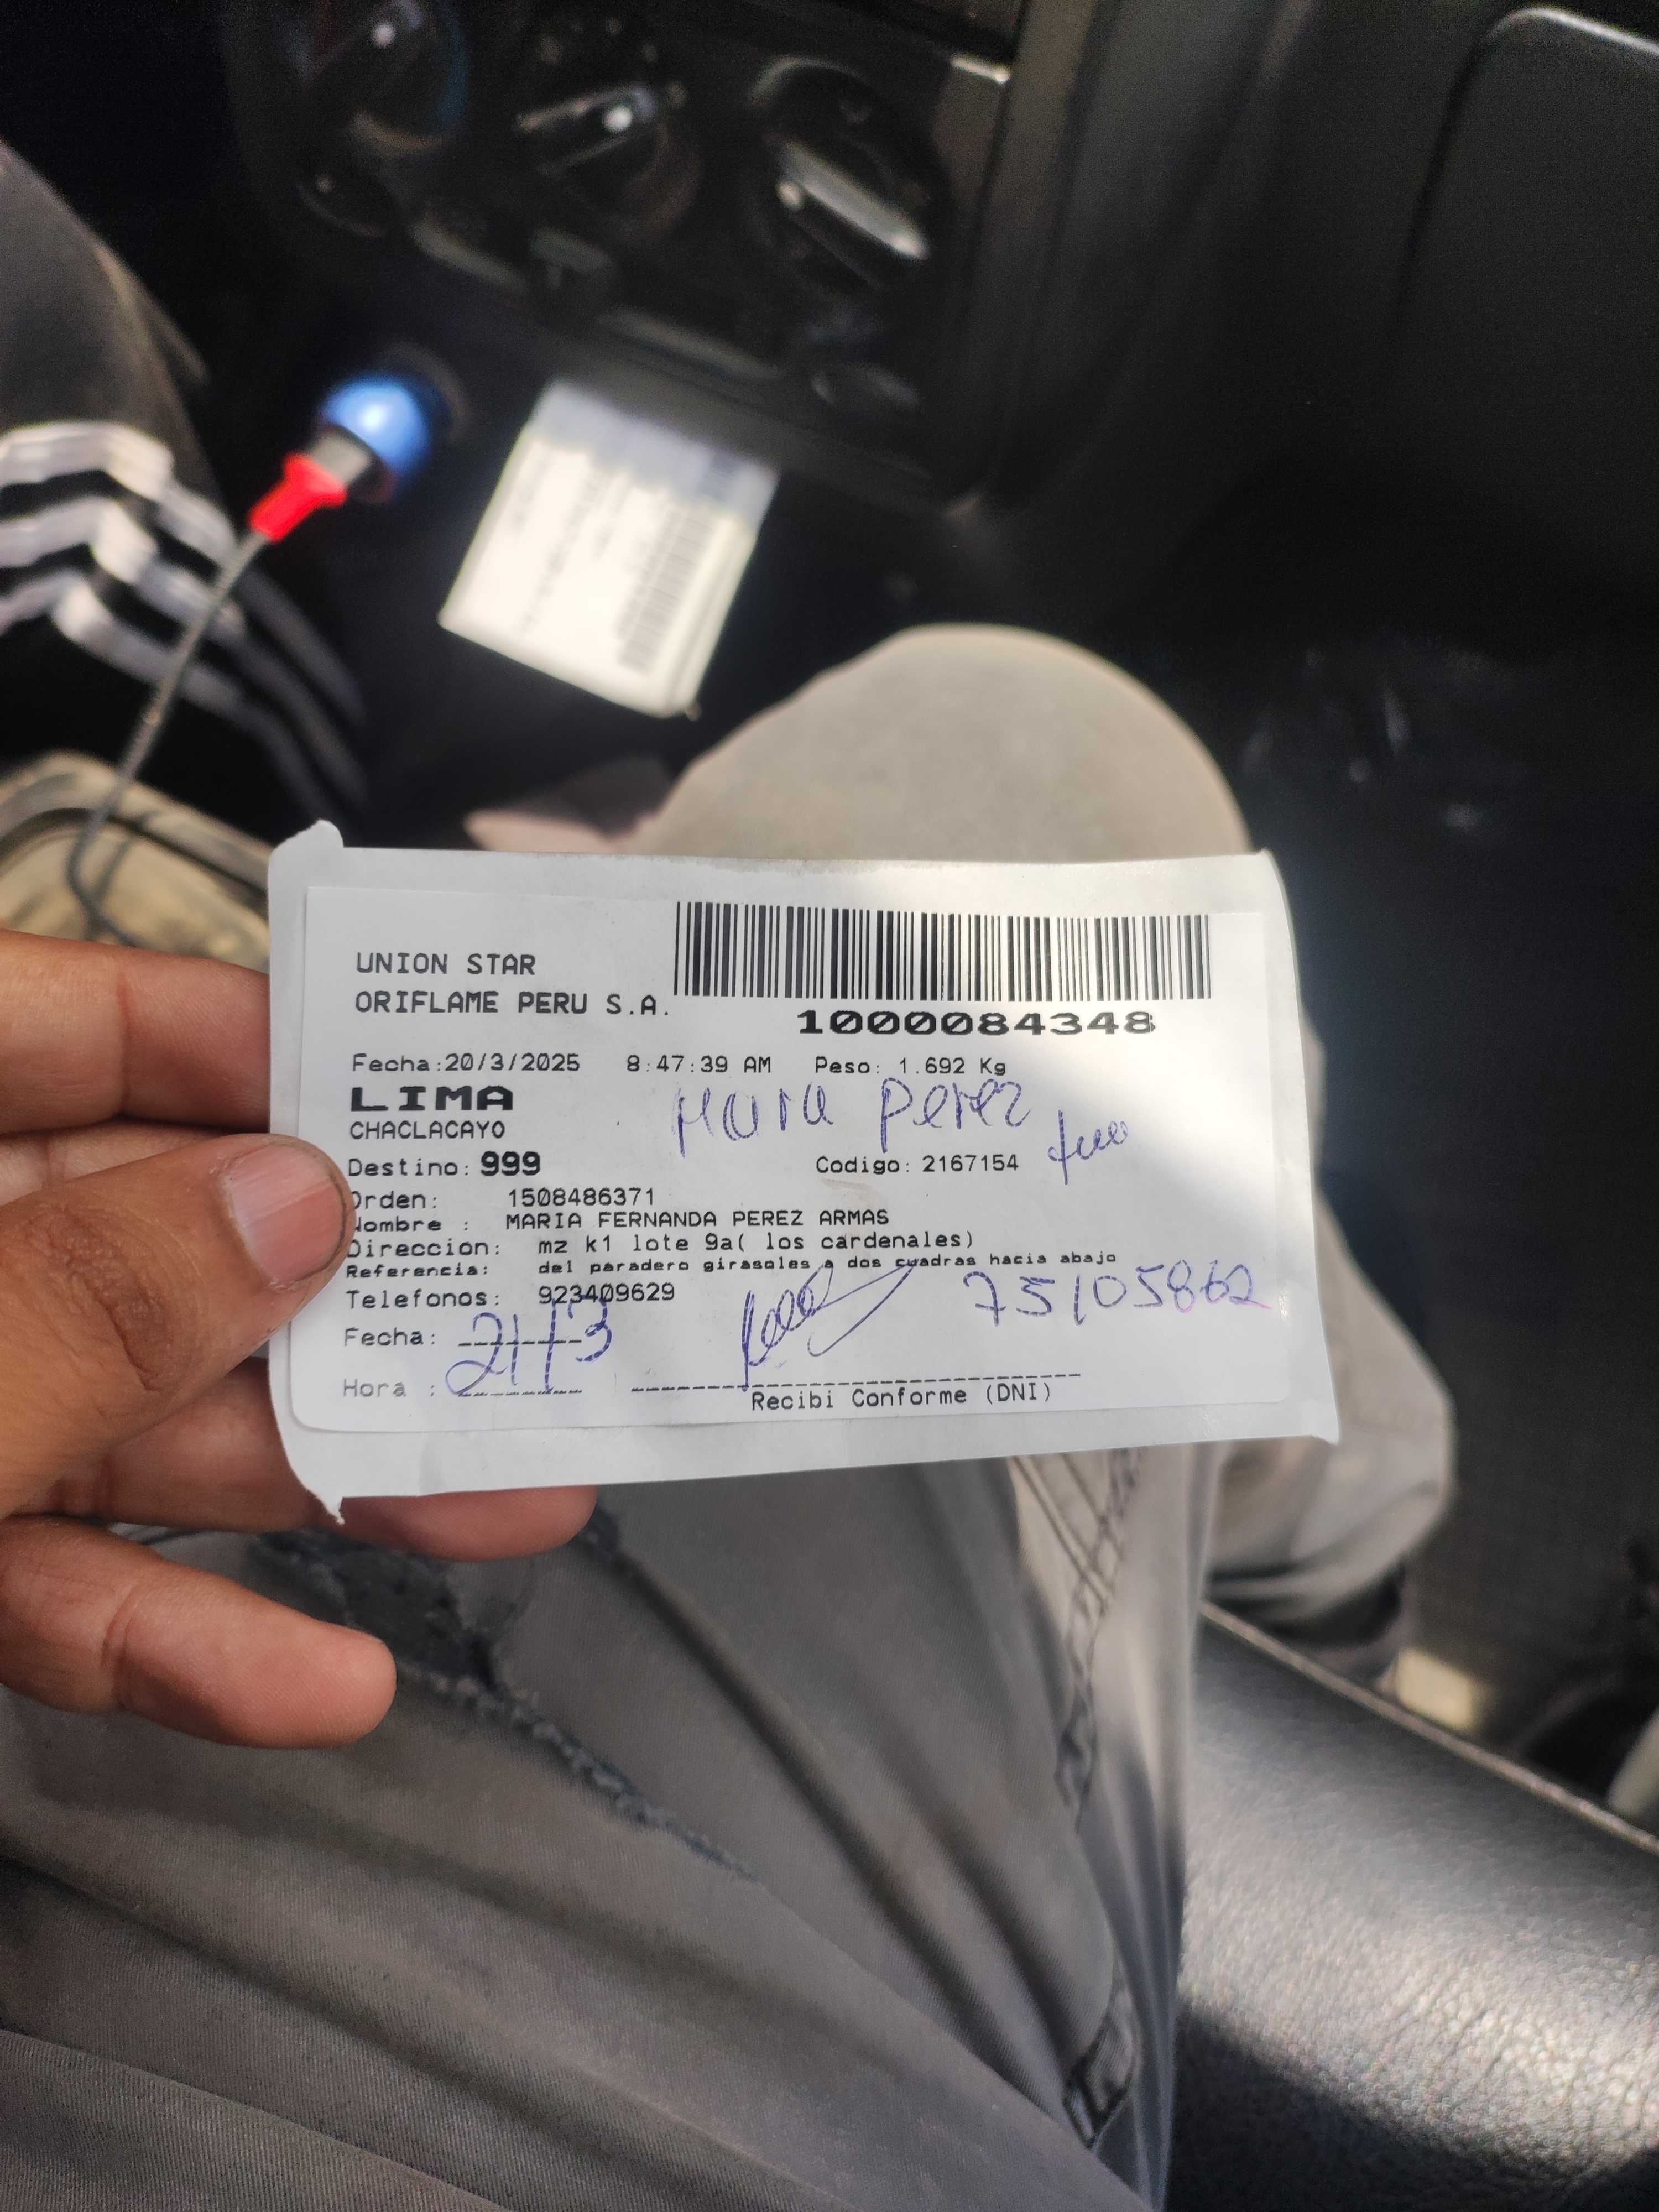 UNION STAR
ORIFLAME PERU S.A.
1000084348
Fecha:20/3/2025 8:47:39 AM Peso: 1.692 Kg
LIMA
Maria Perez
CHACLACAYO
Destino: 999 Codigo: 2167154
Orden: 1508486371
Nombre : MARIA FERNANDA PEREZ ARMAS
Direccion: mz k1 lote 9a( los cardenales)
Referencia: del paradero girasoles a dos cuadras hacia abajo
Telefonos: 923409629
75105862
Fecha: 21/3
Hora :
Recibi Conforme (DNI)